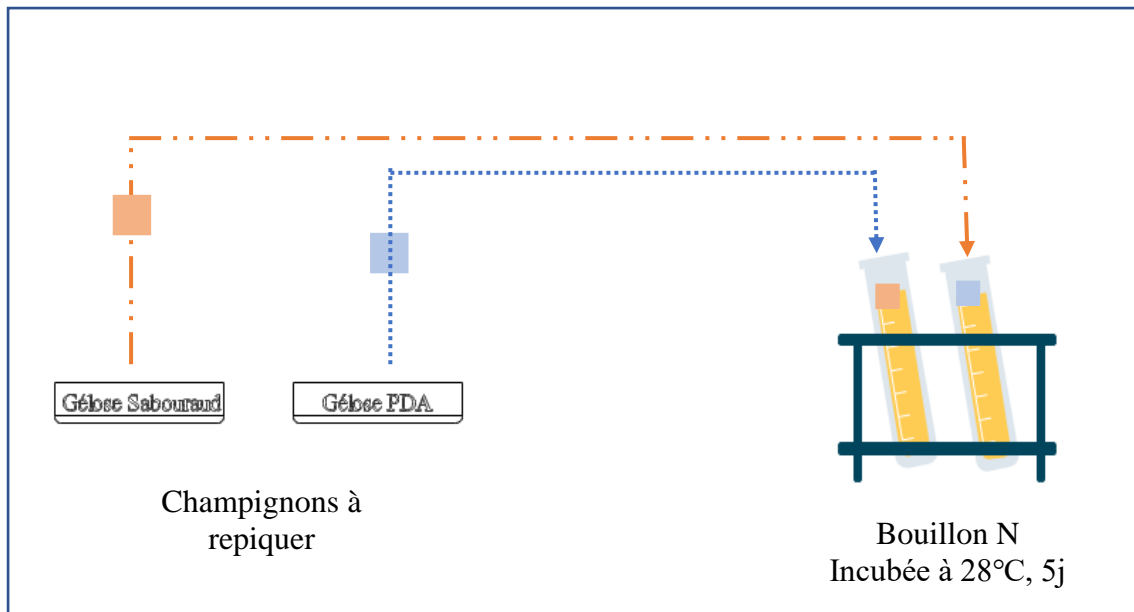 Gélose Sabouraud
Gélose PDA
Champignons à
repiquer
Bouillon N
Incubée à 28°C, 5j